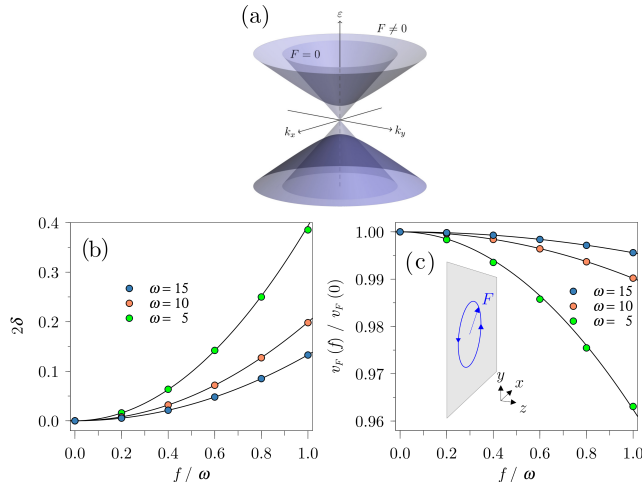 (a)
ε
F ≠ 0
F = 0
k_x
k_y
(b)
0.4
0.3
0.2
0.1
0.0
2δ
ω = 15
ω = 10
ω = 5
0.0 0.2 0.4 0.6 0.8 1.0
f / ω
(c)
1.00
0.99
0.98
0.97
0.96
v_F (f) / v_F (0)
F
ω = 15
ω = 10
ω = 5
y
x
z
0.0 0.2 0.4 0.6 0.8 1.0
f / ω